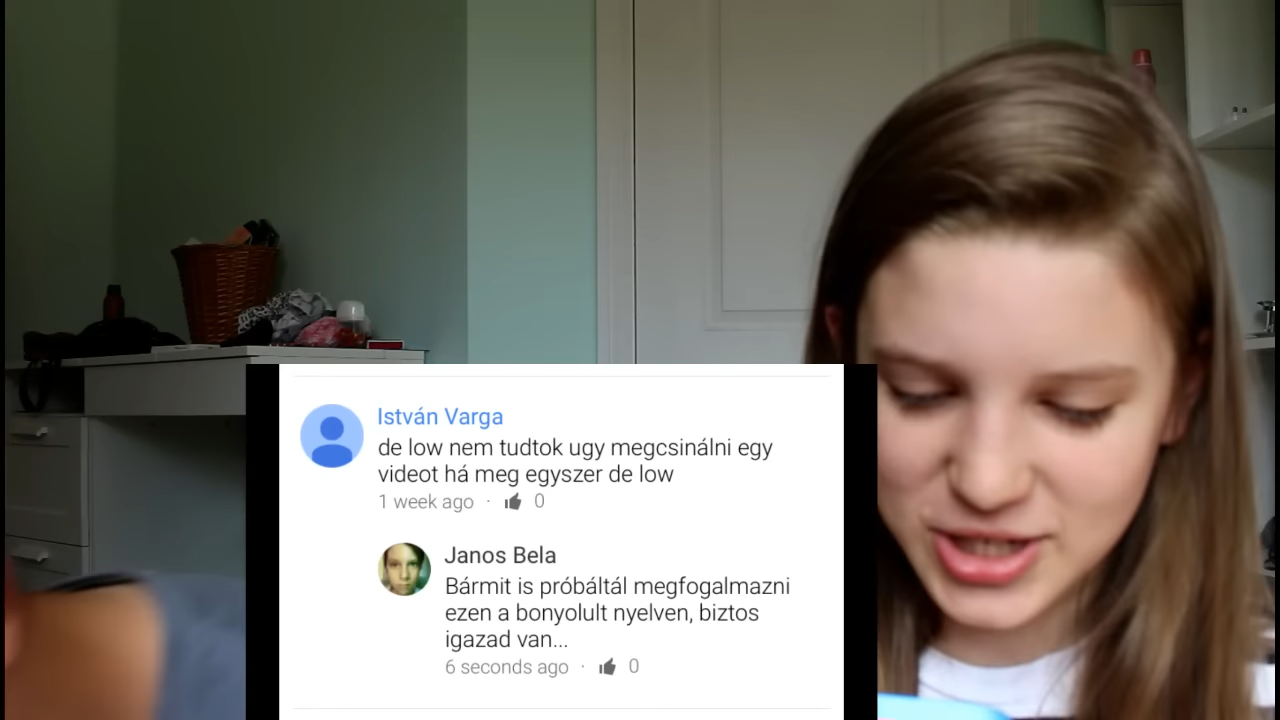 István Varga
de low nem tudtok ugy megcsinálni egy
videot há meg egyszer de low
1 week ago · 0
Janos Bela
Bármit is próbáltál megfogalmazni
ezen a bonyolult nyelven, biztos
igazad van...
6 seconds ago · 0